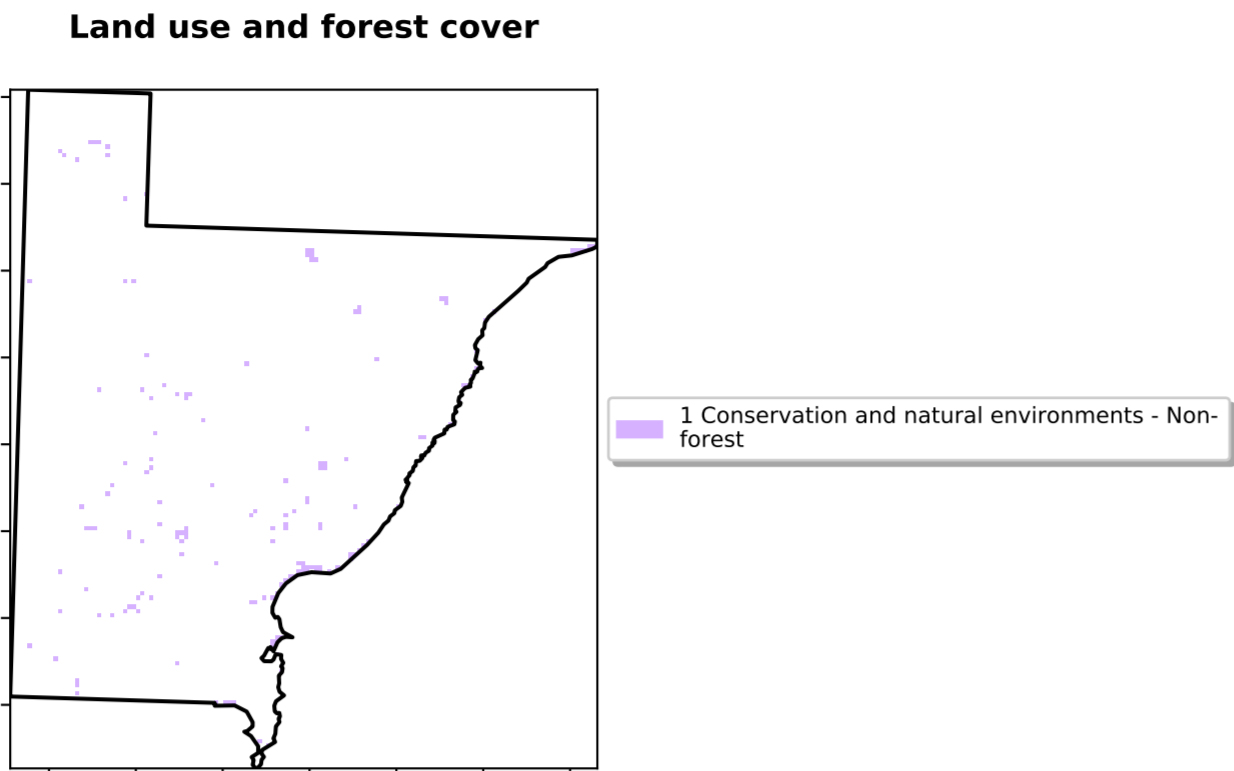 Land use and forest cover
1 Conservation and natural environments - Non-
forest